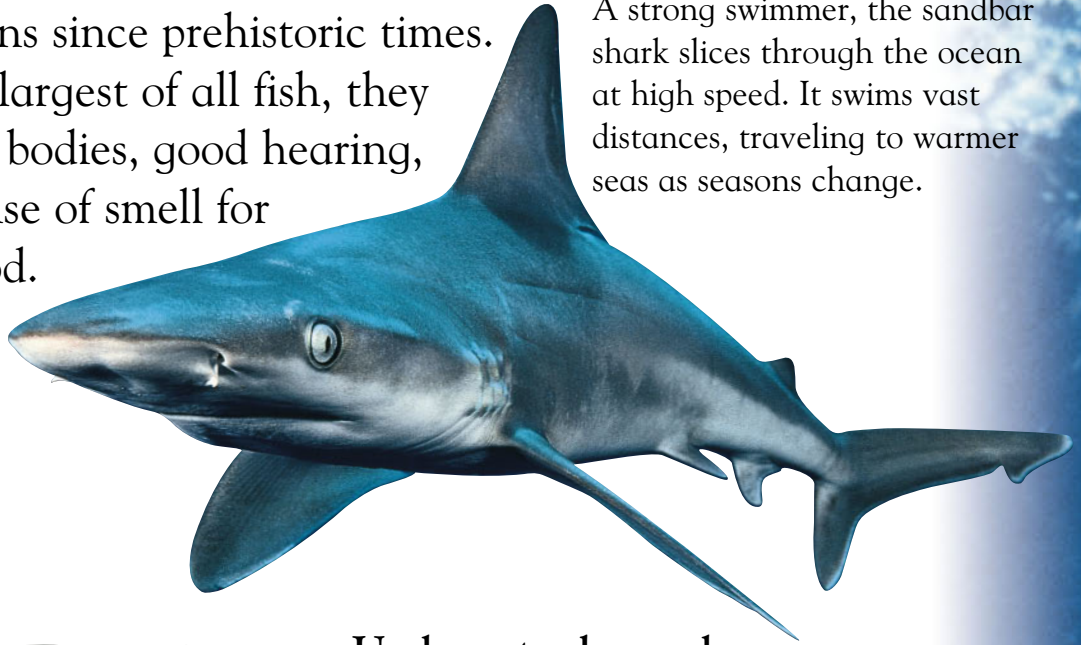 ns since prehistoric times.
largest of all fish, they
bodies, good hearing,
se of smell for
d.
A strong swimmer, the sandbar
shark slices through the ocean
at high speed. It swims vast
distances, traveling to warmer
seas as seasons change.